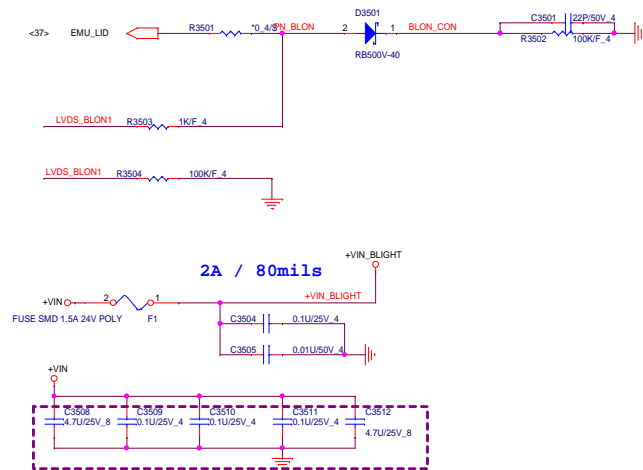 D3501
C3501 22P/50V_4
<37> EMU_LID R3501 *0_4/S PN_BLON 2 1 BLON_CON
R3502 100K/F_4
RB500V-40
LVDS_BLON1 R3503 1K/F_4
LVDS_BLON1 R3504 100K/F_4
2A / 80mils
+VIN_BLIGHT
+VIN 2 1 +VIN_BLIGHT
FUSE SMD 1.5A 24V POLY F1
C3504 0.1U/25V_4
C3505 0.01U/50V_4
+VIN
C3508 C3509 C3510 C3511 C3512
4.7U/25V_8 0.1U/25V_4 0.1U/25V_4 0.1U/25V_4 4.7U/25V_8